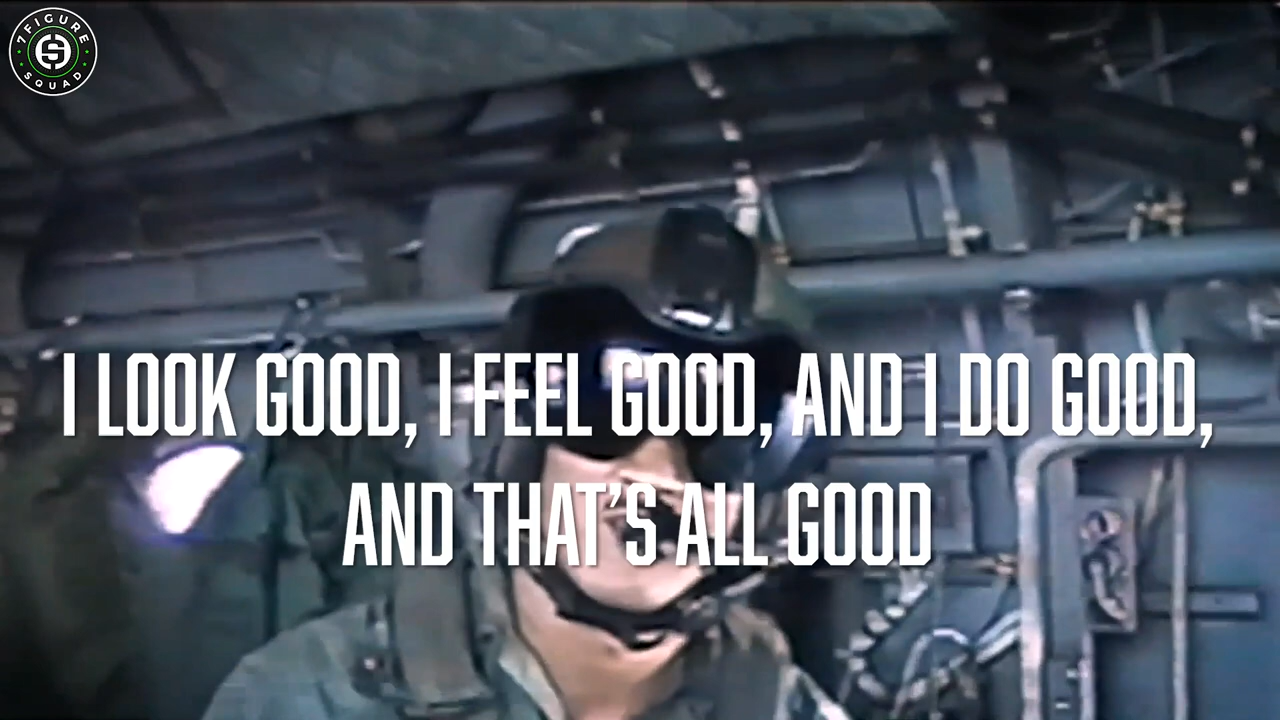 7FIGURE
SQUAD
I LOOK GOOD, I FEEL GOOD, AND I DO GOOD,
AND THAT'S ALL GOOD